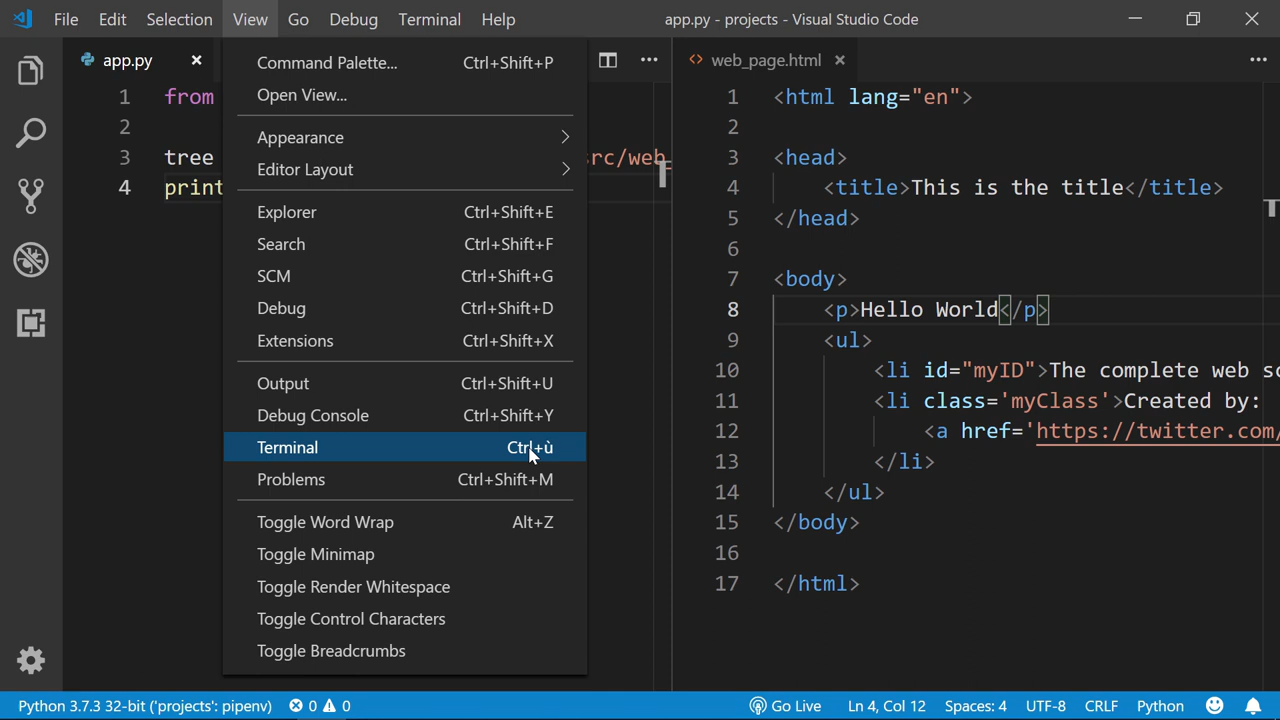 File Edit Selection View Go Debug Terminal Help app.py - projects - Visual Studio Code
app.py
1 from
2
3 tree src/web_
4 print
Command Palette... Ctrl+Shift+P
Open View...
Appearance
Editor Layout
Explorer Ctrl+Shift+E
Search Ctrl+Shift+F
SCM Ctrl+Shift+G
Debug Ctrl+Shift+D
Extensions Ctrl+Shift+X
Output Ctrl+Shift+U
Debug Console Ctrl+Shift+Y
Terminal Ctrl+ù
Problems Ctrl+Shift+M
Toggle Word Wrap Alt+Z
Toggle Minimap
Toggle Render Whitespace
Toggle Control Characters
Toggle Breadcrumbs
web_page.html
1 <html lang="en">
2
3 <head>
4 <title>This is the title</title>
5 </head>
6
7 <body>
8 <p>Hello World</p>
9 <ul>
10 <li id="myID">The complete web sc
11 <li class='myClass'>Created by:
12 <a href='https://twitter.com/
13 </li>
14 </ul>
15 </body>
16
17 </html>
Python 3.7.3 32-bit ('projects': pipenv) 0 0 Go Live Ln 4, Col 12 Spaces: 4 UTF-8 CRLF Python